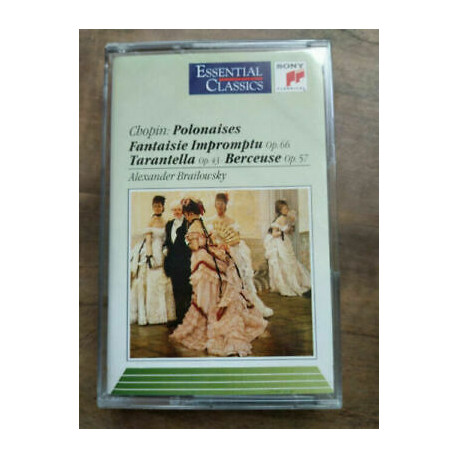 ESSENTIAL
CLASSICS
SONY
Chopin: Polonaises
Fantaisie Impromptu Op. 66
Tarantella Op. 43 Berceuse Op. 57
Alexander Brailowsky